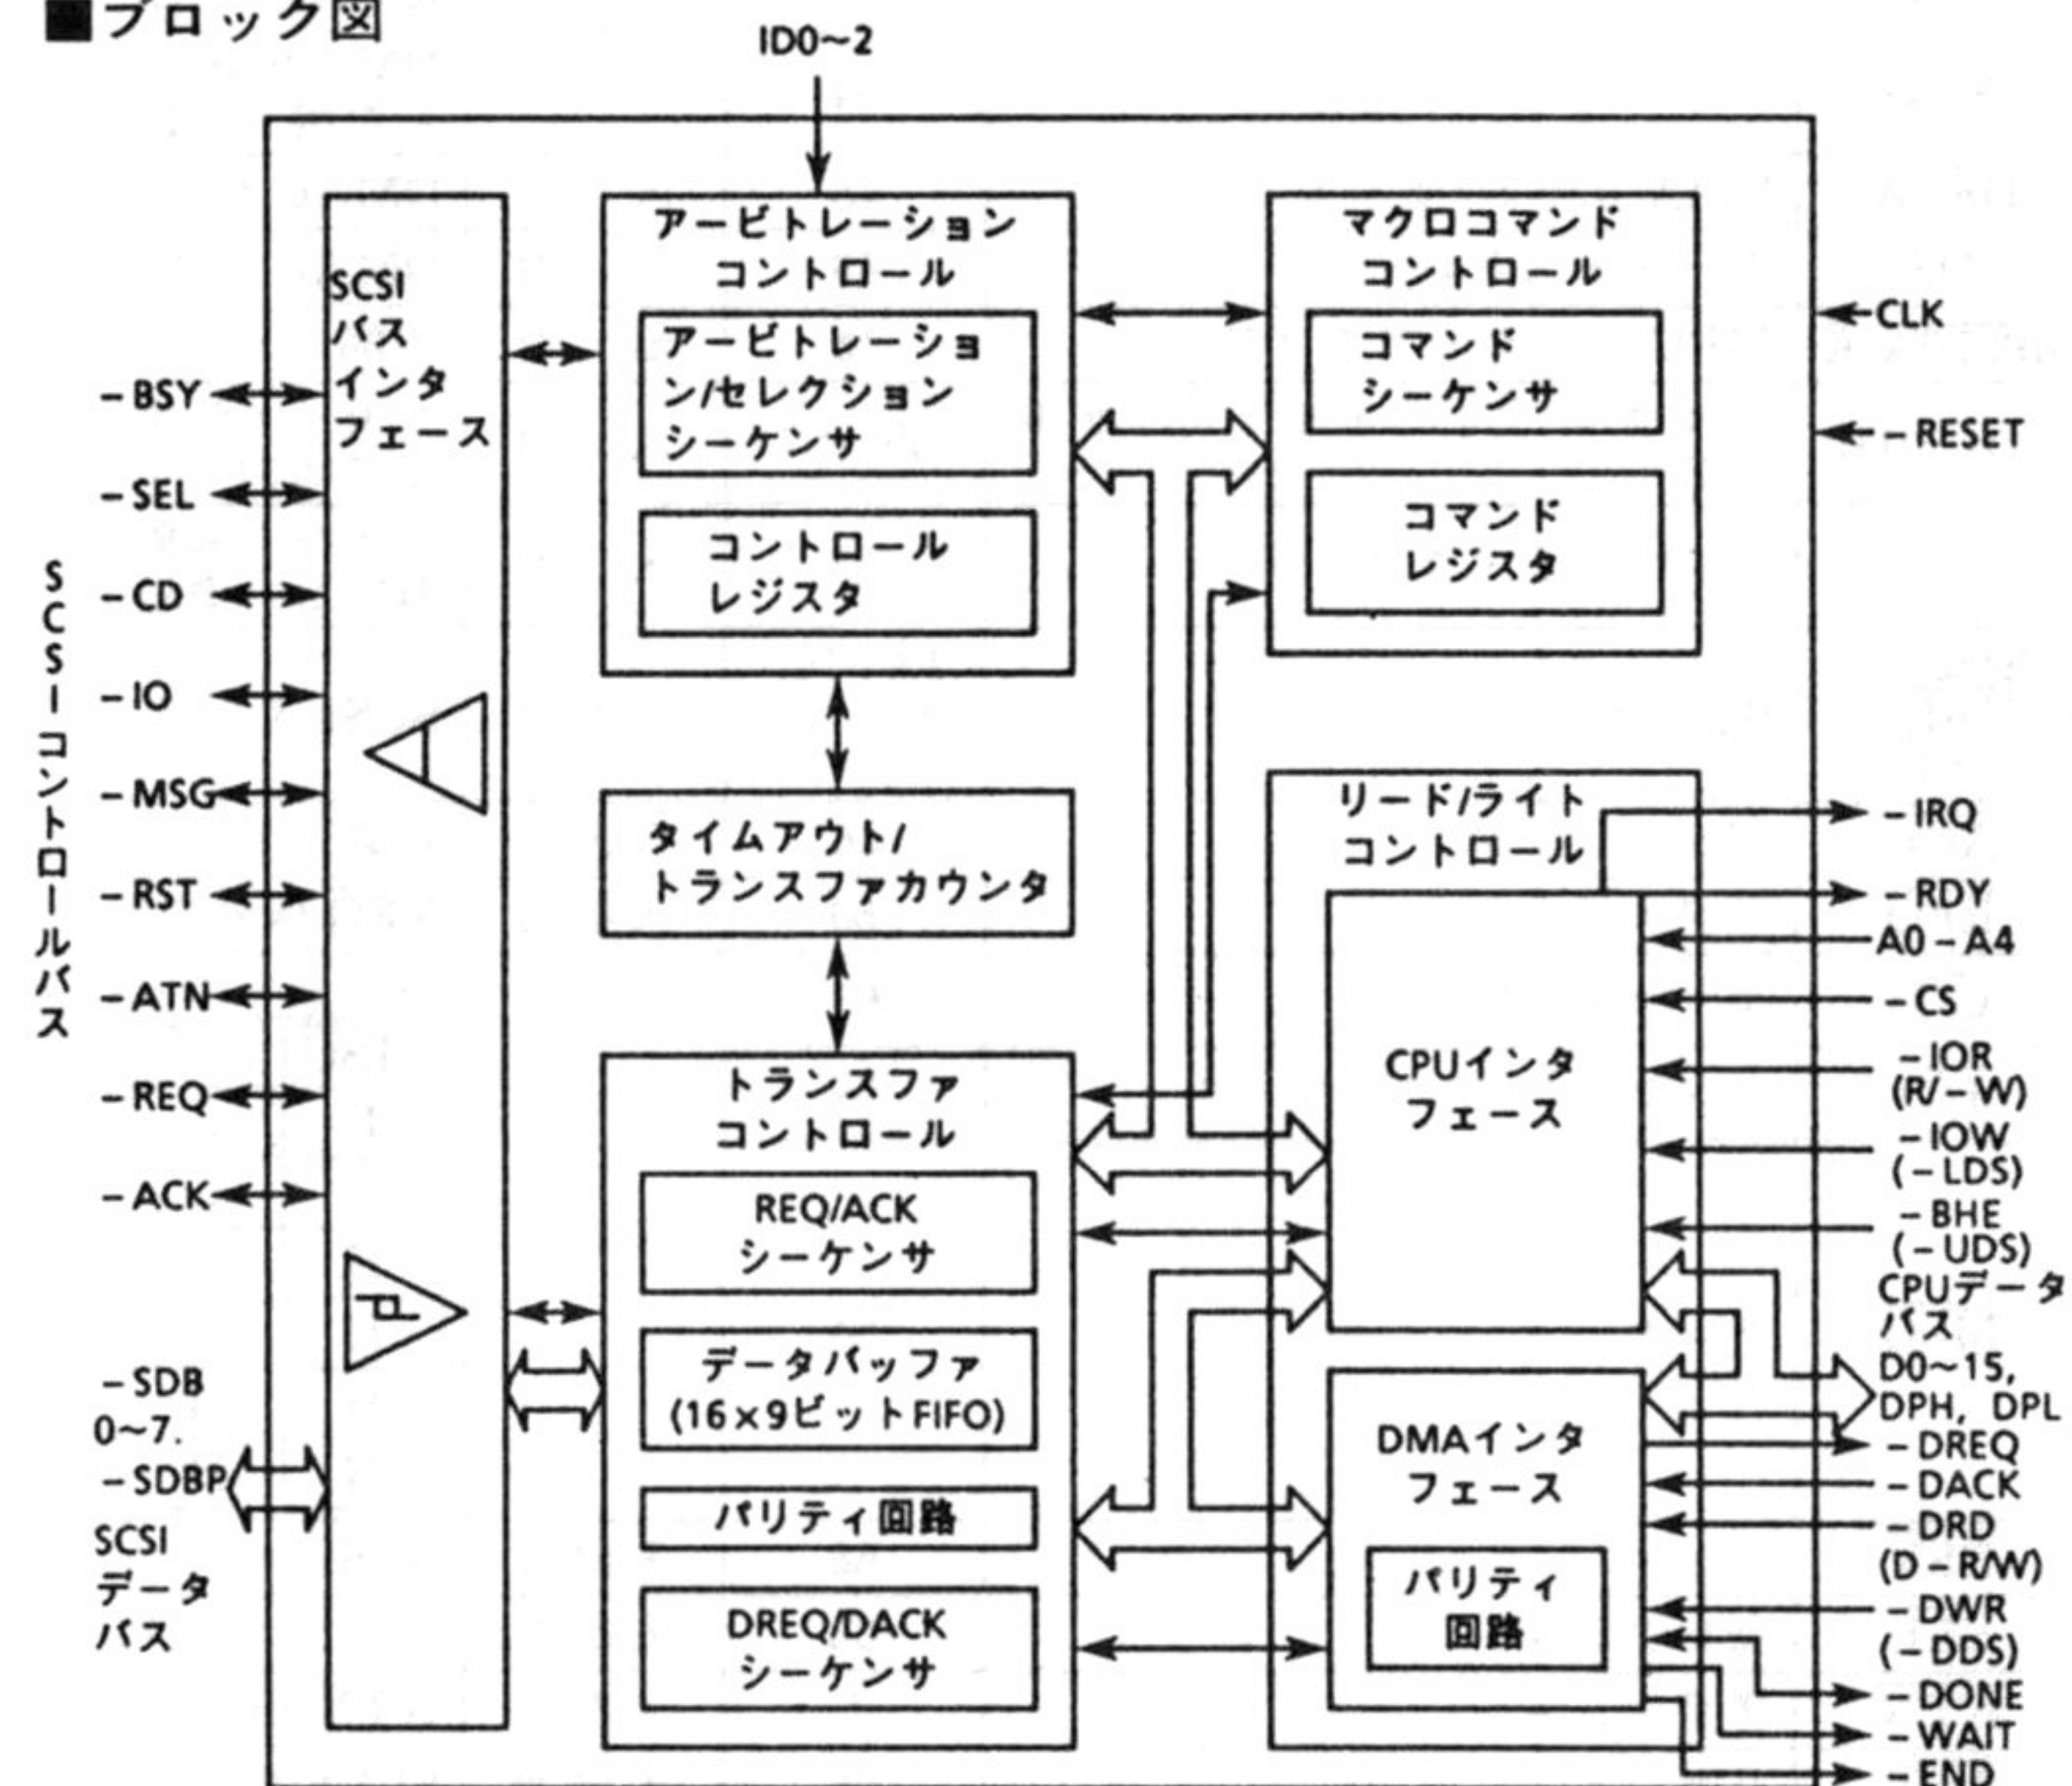 ■ブロック図
ID0～2
SCSIコントロールバス
－BSY
－SEL
－CD
－IO
－MSG
－RST
－ATN
－REQ
－ACK
－SDB
0～7.
－SDBP
SCSI
データ
バス
SCSI
バス
インタ
フェース
アービトレーション
コントロール
アービトレーショ
ン/セレクション
シーケンサ
コントロール
レジスタ
タイムアウト/
トランスファカウンタ
トランスファ
コントロール
REQ/ACK
シーケンサ
データバッファ
(16×9ビットFIFO)
パリティ回路
DREQ/DACK
シーケンサ
マクロコマンド
コントロール
コマンド
シーケンサ
コマンド
レジスタ
リード/ライト
コントロール
CPUインタ
フェース
DMAインタ
フェース
パリティ
回路
CLK
－RESET
－IRQ
－RDY
A0－A4
－CS
－IOR
(R/－W)
－IOW
(－LDS)
－BHE
(－UDS)
CPUデータ
バス
D0～15,
DPH, DPL
－DREQ
－DACK
－DRD
(D－R/W)
－DWR
(－DDS)
－DONE
－WAIT
－END